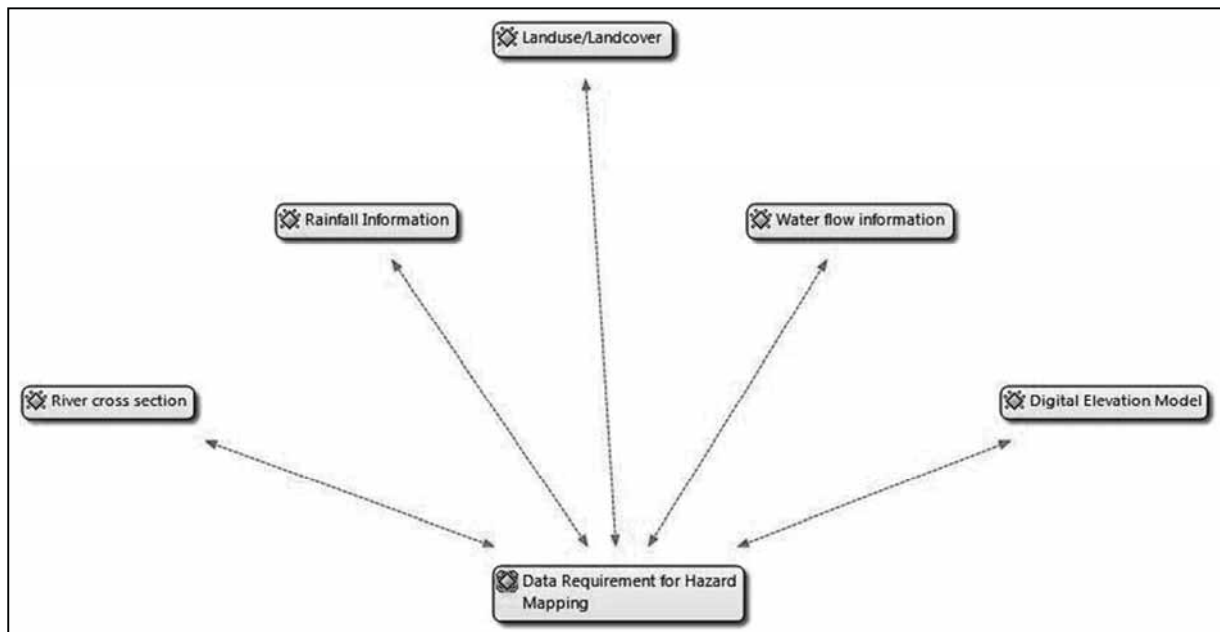 Landuse/Landcover
Rainfall Information
Water flow information
River cross section
Digital Elevation Model
Data Requirement for Hazard
Mapping